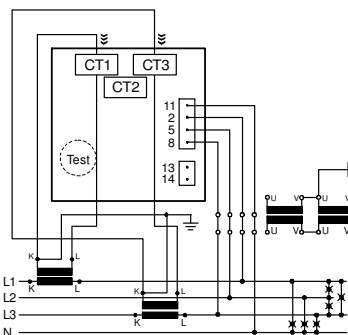 CT1 CT3
CT2
11
2
5
8
Test
13
14
U V U V
U V U V
K L
L1
K L K L
L2
L3
K L
N